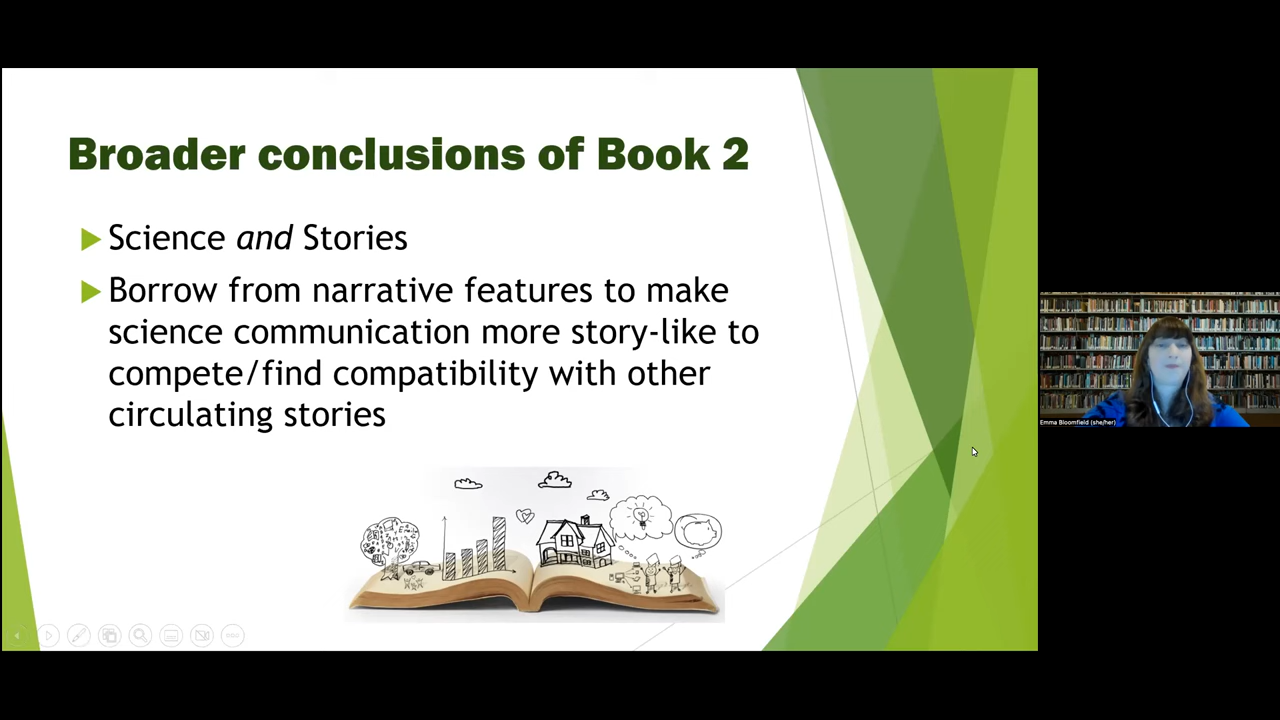 Broader conclusions of Book 2
Science and Stories
Borrow from narrative features to make
science communication more story-like to
compete/find compatibility with other
circulating stories
Emma Bloomfield (she/her)